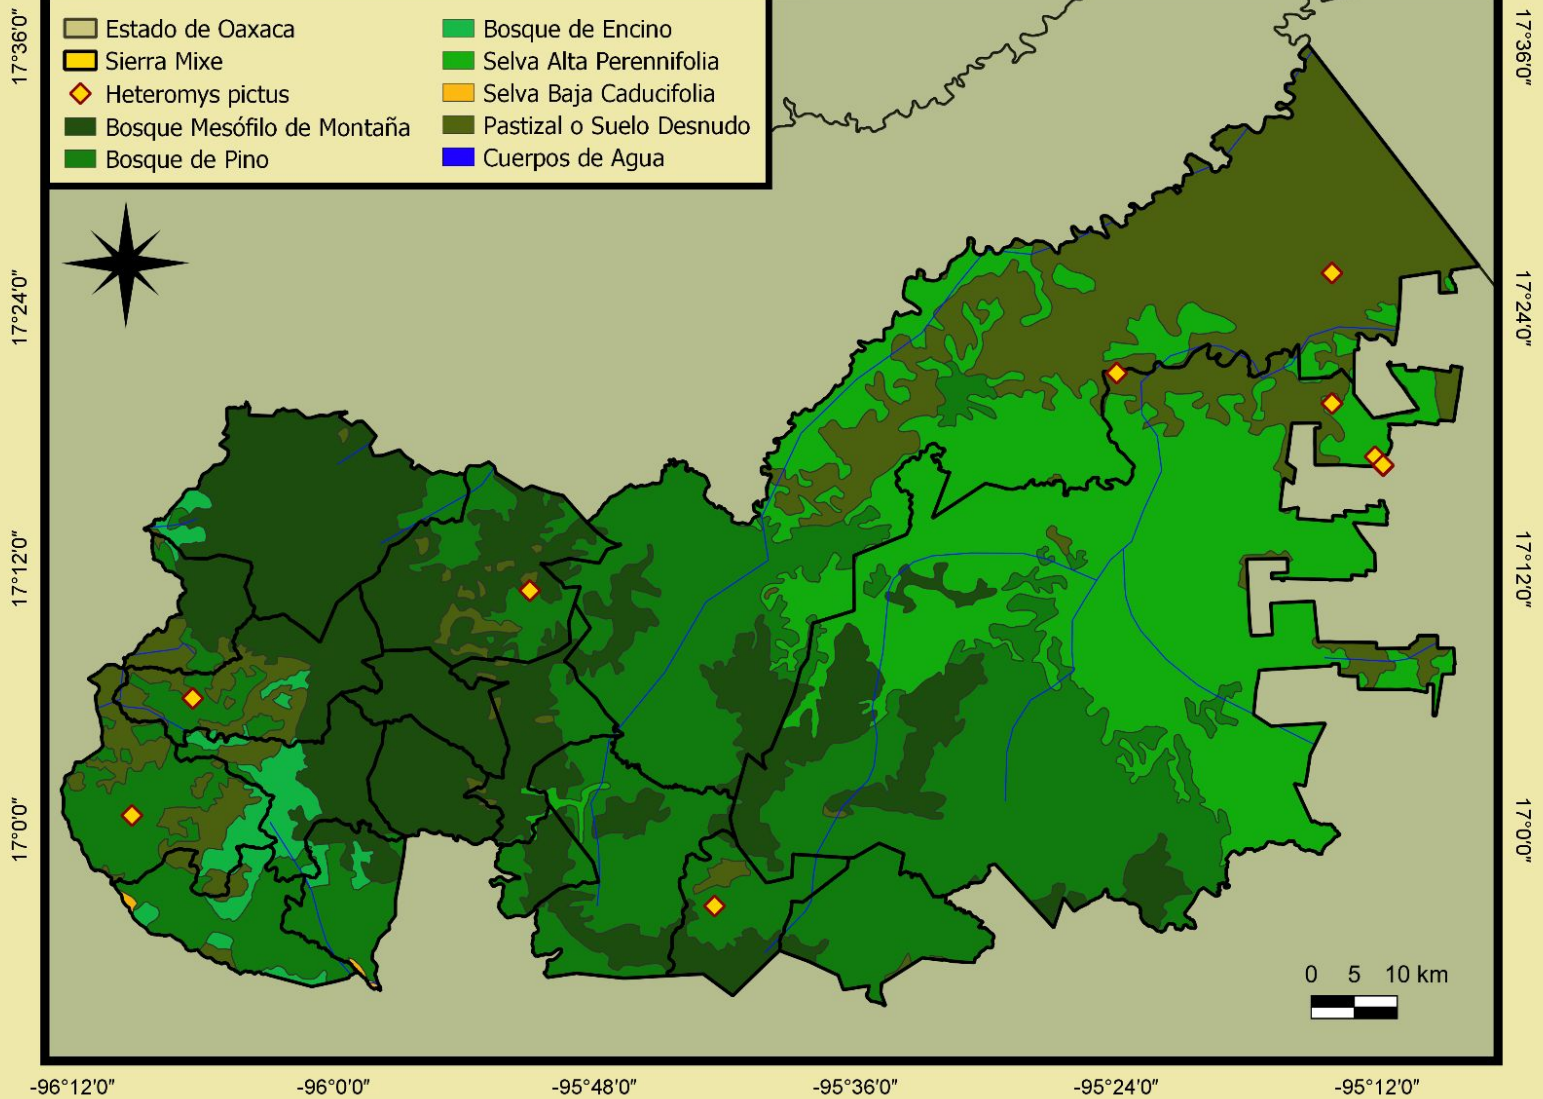 Estado de Oaxaca
Sierra Mixe
Heteromys pictus
Bosque Mesófilo de Montaña
Bosque de Pino
Bosque de Encino
Selva Alta Perennifolia
Selva Baja Caducifolia
Pastizal o Suelo Desnudo
Cuerpos de Agua
17°36'0"
17°24'0"
17°12'0"
17°0'0"
17°36'0"
17°24'0"
17°12'0"
17°0'0"
0 5 10 km
-96°12'0" -96°0'0" -95°48'0" -95°36'0" -95°24'0" -95°12'0"